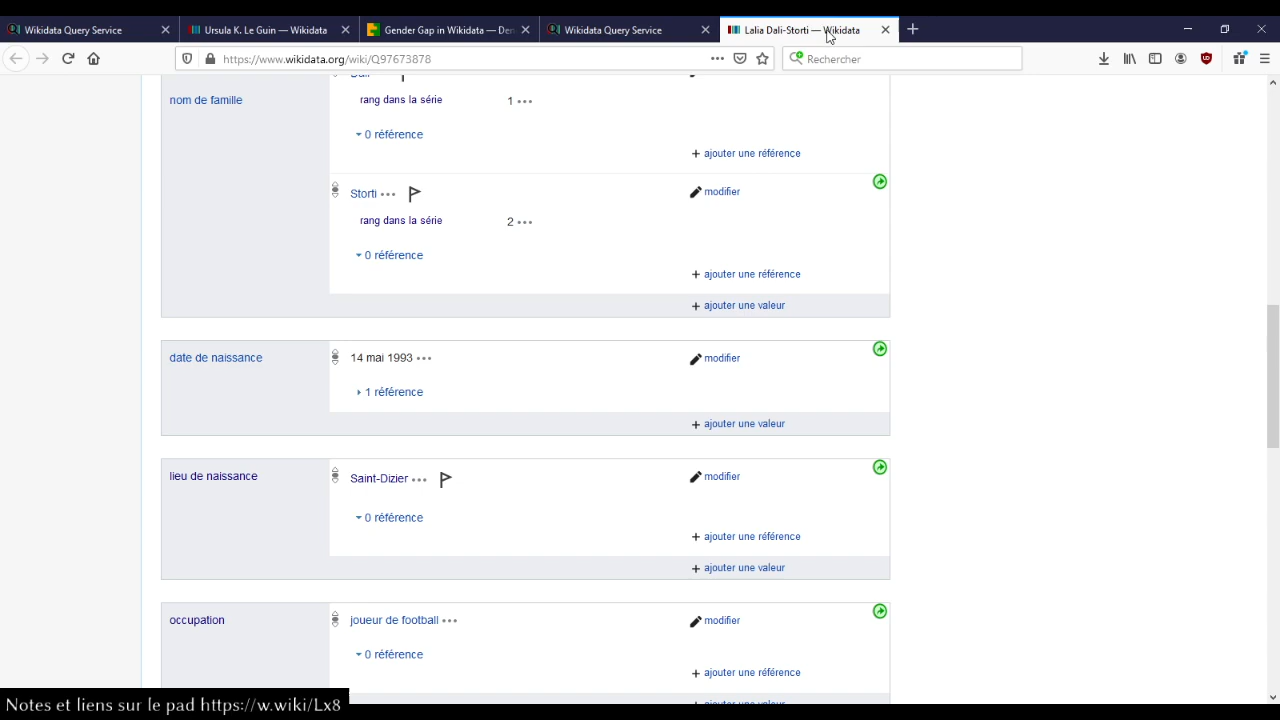 Wikidata Query Service
Ursula K. Le Guin — Wikidata
Gender Gap in Wikidata — Den
Wikidata Query Service
Lalia Dali-Storti — Wikidata
https://www.wikidata.org/wiki/Q97673878
Rechercher
nom de famille
rang dans la série 1
0 référence
+ ajouter une référence
Storti
modifier
rang dans la série 2
0 référence
+ ajouter une référence
+ ajouter une valeur
date de naissance
14 mai 1993
modifier
1 référence
+ ajouter une valeur
lieu de naissance
Saint-Dizier
modifier
0 référence
+ ajouter une référence
+ ajouter une valeur
occupation
joueur de football
modifier
0 référence
+ ajouter une référence
Notes et liens sur le pad https://w.wiki/Lx8